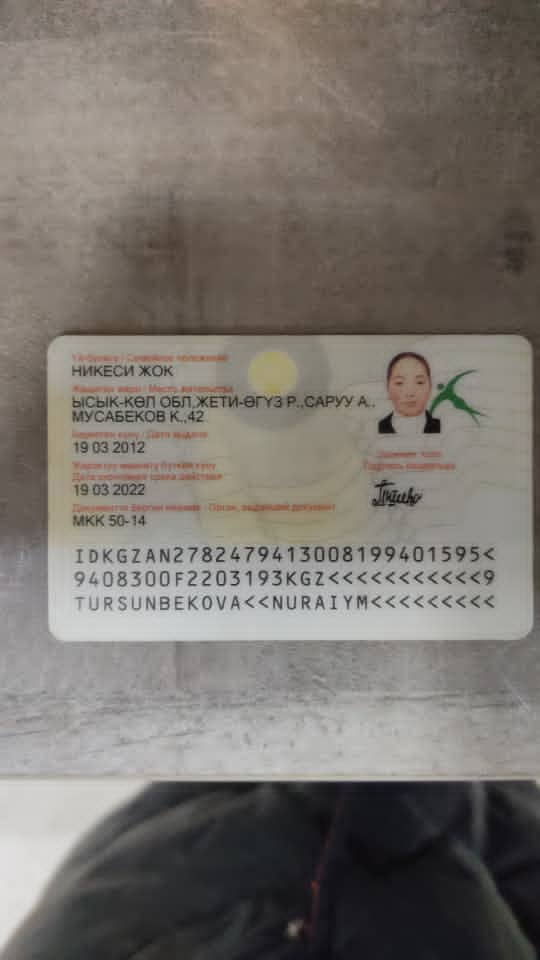 Үй-бүлөсү / Семейное положение
НИКЕСИ ЖОК
Жашаган жери / Место жительства
ЫСЫК-КӨЛ ОБЛ,ЖЕТИ-ӨГҮЗ Р.,САРУУ А.,
МУСАБЕКОВ К.,42
Берилген күнү / Дата выдачи
19 03 2012
Жарактуу мөөнөтү бүткөн күнү
Дата окончания срока действия
19 03 2022
Документти берген мекеме / Орган, выдавший документ
МКК 50-14
Ээсинин колу
Подпись владельца
IDKGZAN2782479413008199401595<
9408300F2203193KGZ<<<<<<<<<<<9
TURSUNBEKOVA<<NURAIYM<<<<<<<<<